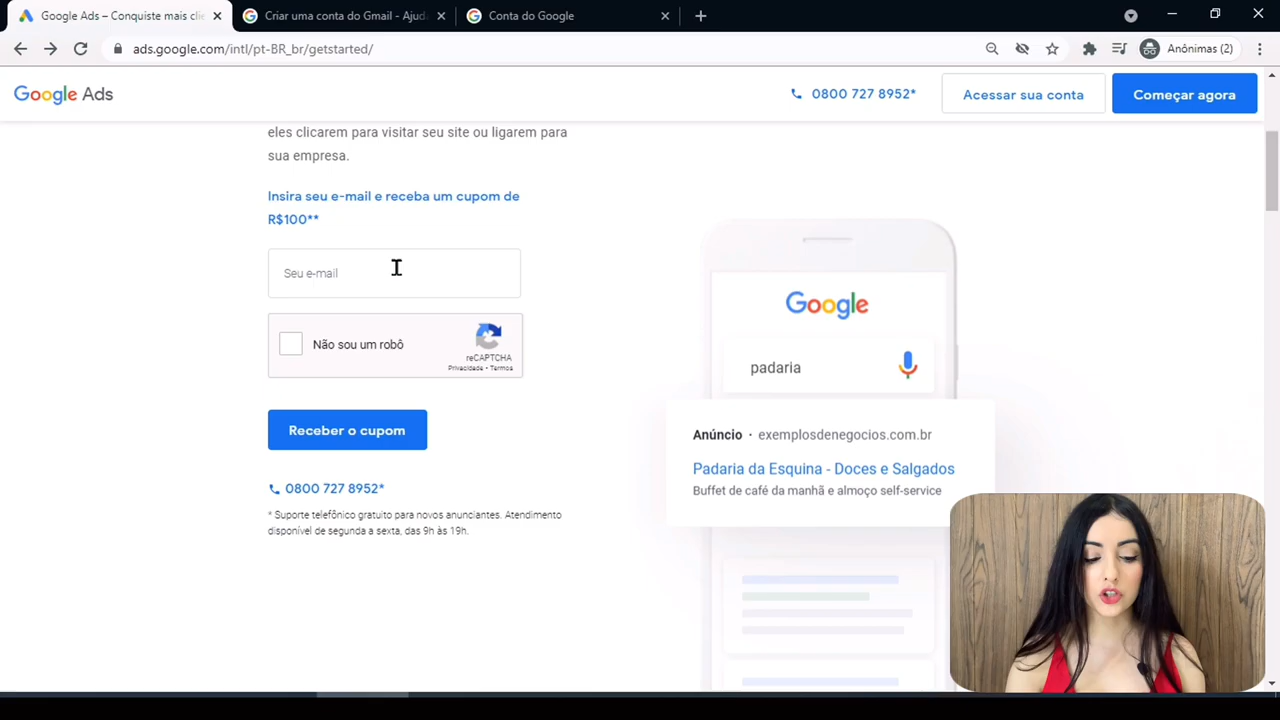 Google Ads – Conquiste mais clie
Criar uma conta do Gmail - Ajuda
Conta do Google
ads.google.com/intl/pt-BR_br/getstarted/
Anônimas (2)
Google Ads
0800 727 8952*
Acessar sua conta
Começar agora
eles clicarem para visitar seu site ou ligarem para
sua empresa.
Insira seu e-mail e receba um cupom de
R$100**
Seu e-mail
Não sou um robô
reCAPTCHA
Privacidade - Termos
Receber o cupom
0800 727 8952*
* Suporte telefônico gratuito para novos anunciantes. Atendimento
disponível de segunda a sexta, das 9h às 19h.
Google
padaria
Anúncio · exemplosdenegocios.com.br
Padaria da Esquina - Doces e Salgados
Buffet de café da manhã e almoço self-service